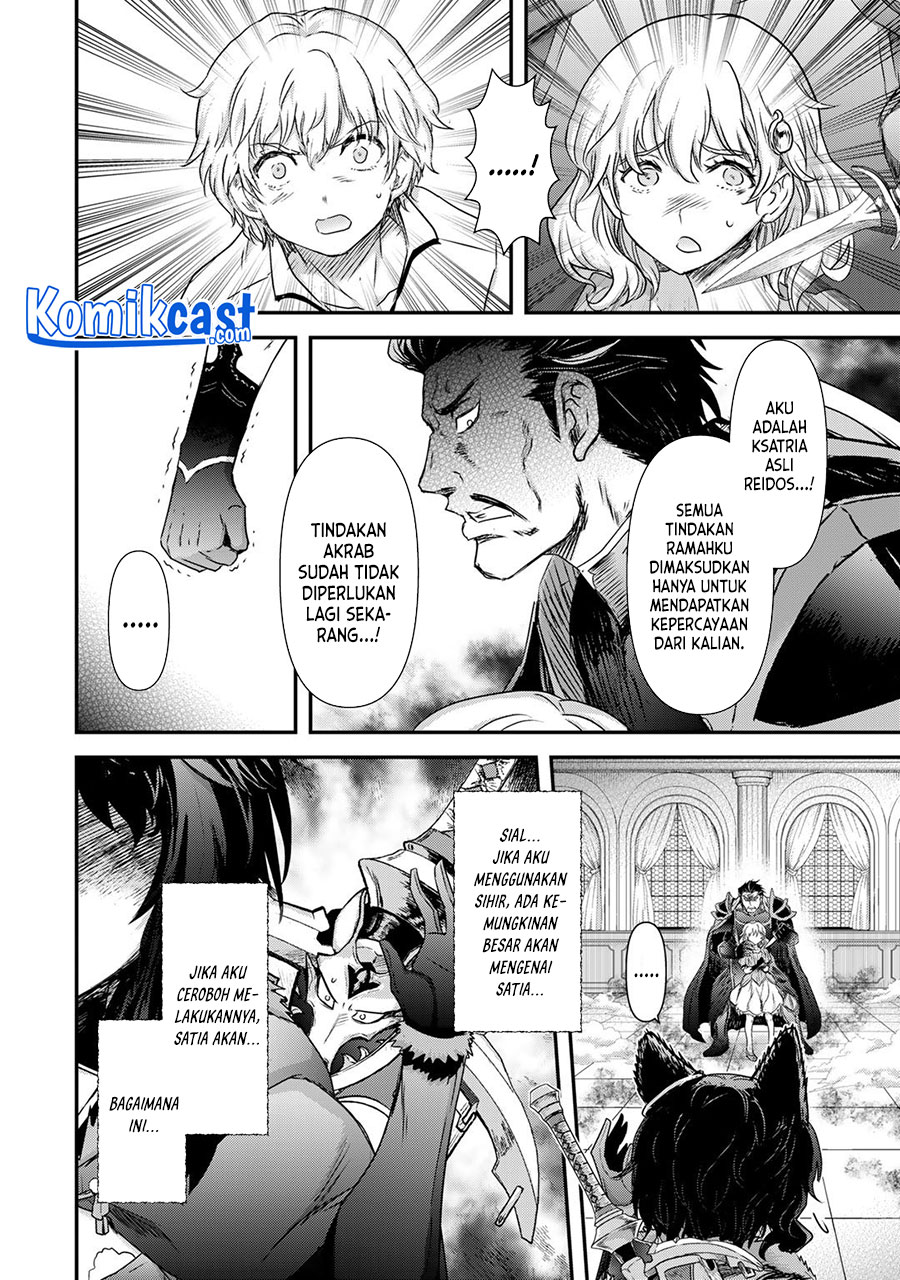 ......!
Komikcast
.com
AKU
ADALAH
KSATRIA
ASLI
REIDOS...!
SEMUA
TINDAKAN
RAMAHKU
DIMAKSUDKAN
HANYA UNTUK
MENDAPATKAN
KEPERCAYAAN
DARI KALIAN.
TINDAKAN
AKRAB
SUDAH TIDAK
DIPERLUKAN
LAGI SEKA-
RANG...!
.....
.....
SIAL...
JIKA AKU
MENGGUNAKAN
SIHIR, ADA KE-
MUNGKINAN
BESAR AKAN
MENGENAI
SATIA...
JIKA AKU
CEROBOH ME-
LAKUKANNYA,
SATIA AKAN...
BAGAIMANA
INI...